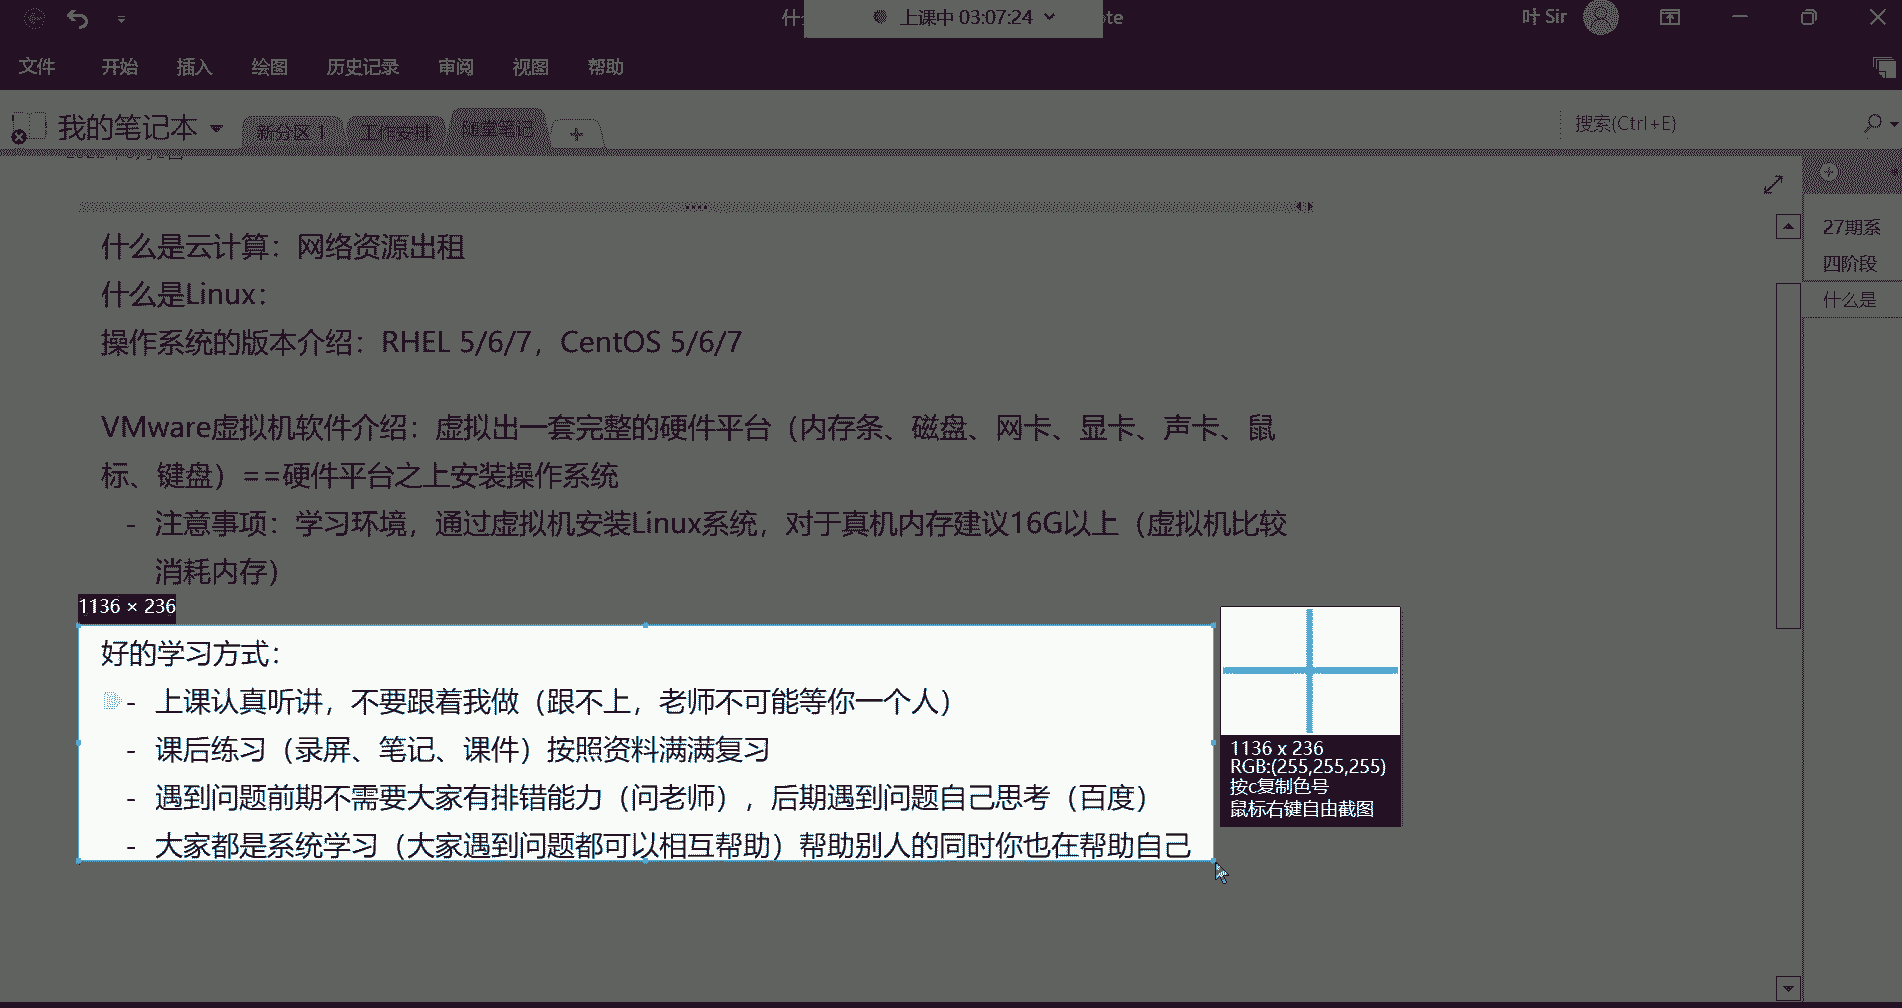 什
上课中 03:07:24
ote
叶 Sir
文件 开始 插入 绘图 历史记录 审阅 视图 帮助
我的笔记本 新分区 1 工作安排 随堂笔记 +
搜索(Ctrl+E)
27期系
四阶段
什么是
什么是云计算：网络资源出租
什么是Linux：
操作系统的版本介绍：RHEL 5/6/7，CentOS 5/6/7
VMware虚拟机软件介绍：虚拟出一套完整的硬件平台（内存条、磁盘、网卡、显卡、声卡、鼠
标、键盘）==硬件平台之上安装操作系统
- 注意事项：学习环境，通过虚拟机安装Linux系统，对于真机内存建议16G以上（虚拟机比较
消耗内存）
1136 × 236
好的学习方式：
- 上课认真听讲，不要跟着我做（跟不上，老师不可能等你一个人）
- 课后练习（录屏、笔记、课件）按照资料满满复习
- 遇到问题前期不需要大家有排错能力（问老师），后期遇到问题自己思考（百度）
- 大家都是系统学习（大家遇到问题都可以相互帮助）帮助别人的同时你也在帮助自己
1136 x 236
RGB:(255,255,255)
按c复制色号
鼠标右键自由截图